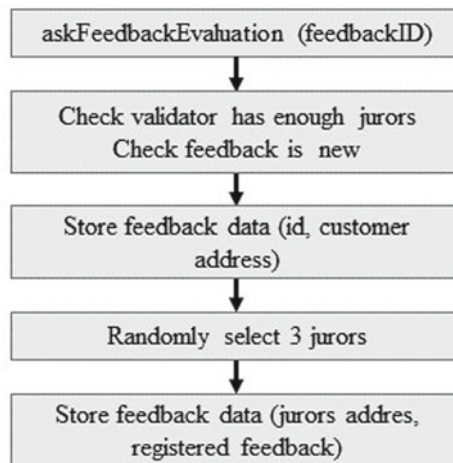 askFeedbackEvaluation (feedbackID)
Check validator has enough jurors
Check feedback is new
Store feedback data (id, customer
address)
Randomly select 3 jurors
Store feedback data (jurors addres,
registered feedback)